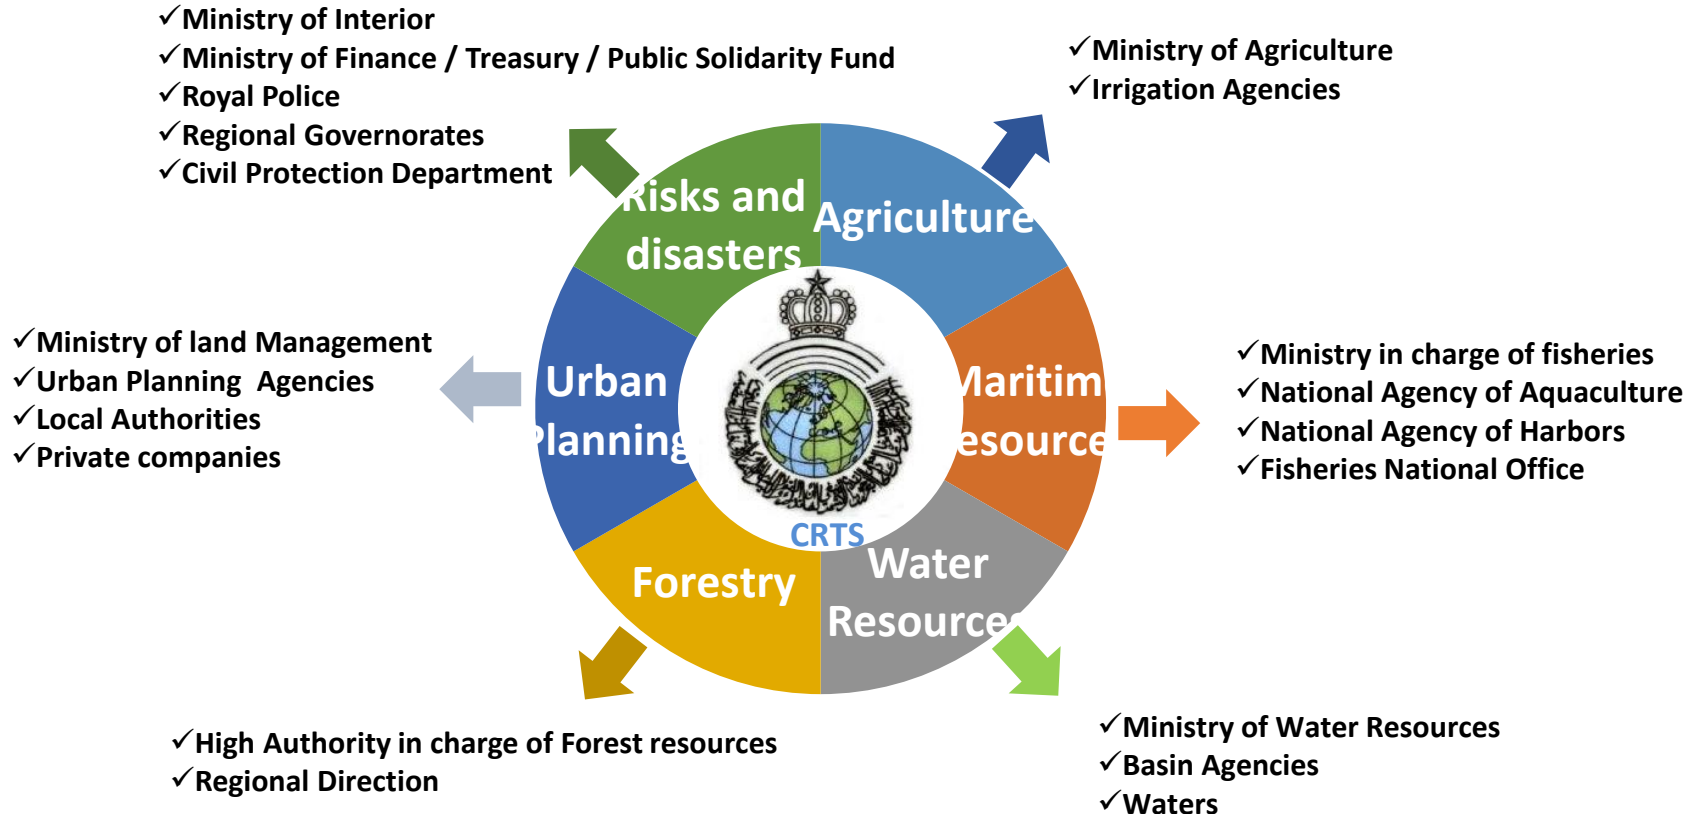 ✓Ministry of Interior
✓Ministry of Finance / Treasury / Public Solidarity Fund
✓Royal Police
✓Regional Governorates
✓Civil Protection Department
✓Ministry of Agriculture
✓Irrigation Agencies
Risks and
disasters
Agriculture
✓Ministry of land Management
✓Urban Planning Agencies
✓Local Authorities
✓Private companies
Urban
Planning
Maritim
esource
✓Ministry in charge of fisheries
✓National Agency of Aquaculture
✓National Agency of Harbors
✓Fisheries National Office
CRTS
Forestry
Water
Resources
✓High Authority in charge of Forest resources
✓Regional Direction
✓Ministry of Water Resources
✓Basin Agencies
✓Waters